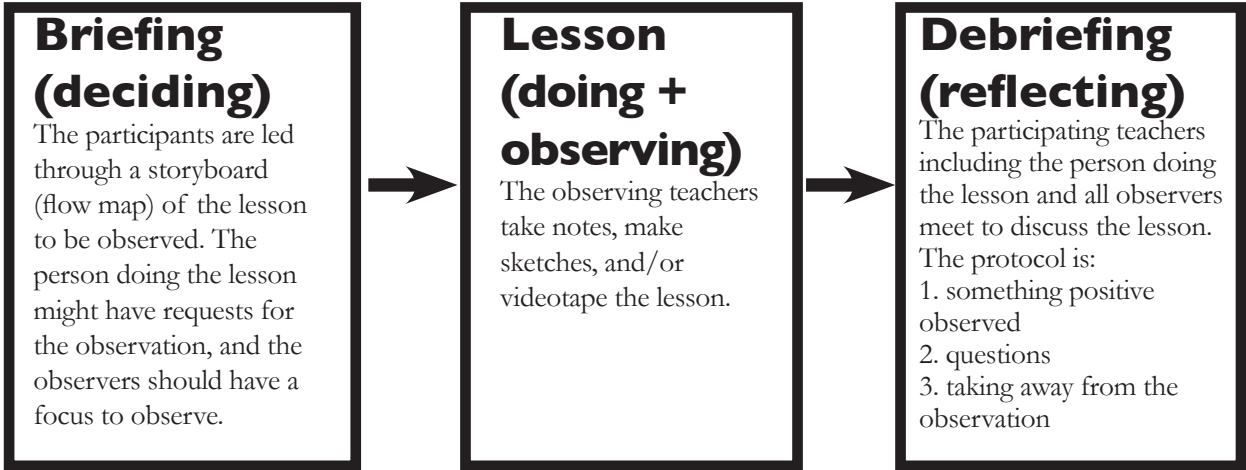 Briefing
(deciding)
The participants are led
through a storyboard
(flow map) of the lesson
to be observed. The
person doing the lesson
might have requests for
the observation, and the
observers should have a
focus to observe.
Lesson
(doing +
observing)
The observing teachers
take notes, make
sketches, and/or
videotape the lesson.
Debriefing
(reflecting)
The participating teachers
including the person doing
the lesson and all observers
meet to discuss the lesson.
The protocol is:
1. something positive
observed
2. questions
3. taking away from the
observation